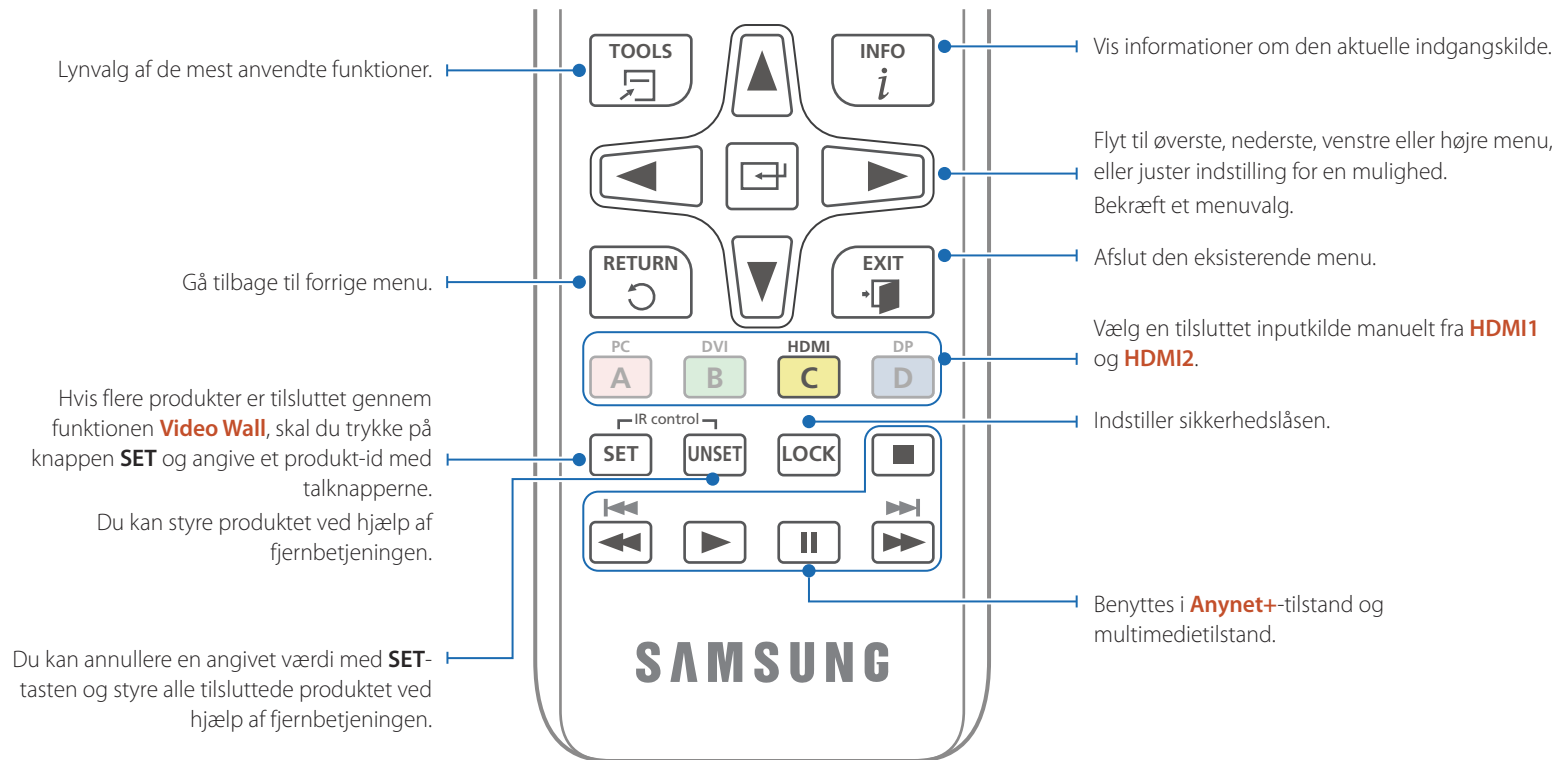 TOOLS
INFO
i
Lynvalg af de mest anvendte funktioner.
Vis informationer om den aktuelle indgangskilde.
Flyt til øverste, nederste, venstre eller højre menu,
eller juster indstilling for en mulighed.
Bekræft et menuvalg.
RETURN
EXIT
Gå tilbage til forrige menu.
Afslut den eksisterende menu.
PC
DVI
HDMI
DP
A
B
C
D
Vælg en tilsluttet inputkilde manuelt fra HDMI1
og HDMI2.
Hvis flere produkter er tilsluttet gennem
funktionen Video Wall, skal du trykke på
knappen SET og angive et produkt-id med
talknapperne.
Du kan styre produktet ved hjælp af
fjernbetjeningen.
IR control
SET
UNSET
LOCK
Indstiller sikkerhedslåsen.
Benyttes i Anynet+-tilstand og
multimedietilstand.
Du kan annullere en angivet værdi med SET-
tasten og styre alle tilsluttede produktet ved
hjælp af fjernbetjeningen.
SAMSUNG